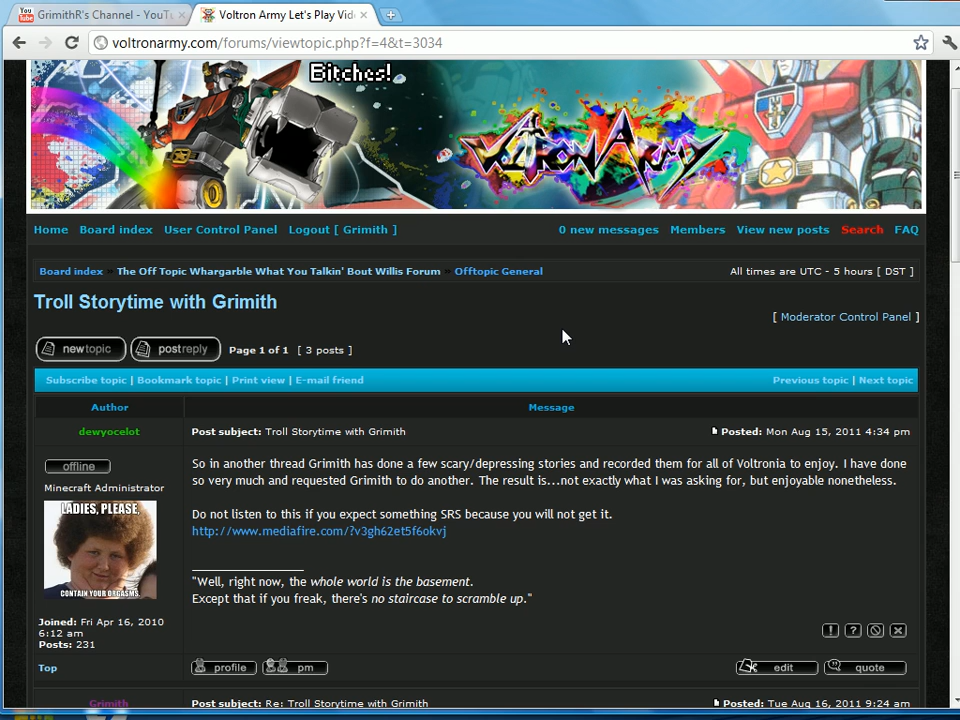 GrimithR's Channel - YouTu
Voltron Army Let's Play Vide
voltronarmy.com/forums/viewtopic.php?f=4&t=3034
Bitches!
Voltron Army
Home Board index User Control Panel Logout [ Grimith ] 0 new messages Members View new posts Search FAQ
Board index » The Off Topic Whargarble What You Talkin' Bout Willis Forum » Offtopic General All times are UTC - 5 hours [ DST ]
Troll Storytime with Grimith
[ Moderator Control Panel ]
newtopic postreply Page 1 of 1 [ 3 posts ]
Subscribe topic | Bookmark topic | Print view | E-mail friend Previous topic | Next topic
Author Message
dewyocelot Post subject: Troll Storytime with Grimith Posted: Mon Aug 15, 2011 4:34 pm
offline
Minecraft Administrator
LADIES, PLEASE,
CONTAIN YOUR ORGASMS.
Joined: Fri Apr 16, 2010
6:12 am
Posts: 231
So in another thread Grimith has done a few scary/depressing stories and recorded them for all of Voltronia to enjoy. I have done
so very much and requested Grimith to do another. The result is...not exactly what I was asking for, but enjoyable nonetheless.
Do not listen to this if you expect something SRS because you will not get it.
http://www.mediafire.com/?v3gh62et5f6okvj
"Well, right now, the whole world is the basement.
Except that if you freak, there's no staircase to scramble up."
Top profile pm edit quote
Grimith Post subject: Re: Troll Storytime with Grimith Posted: Tue Aug 16, 2011 9:24 am